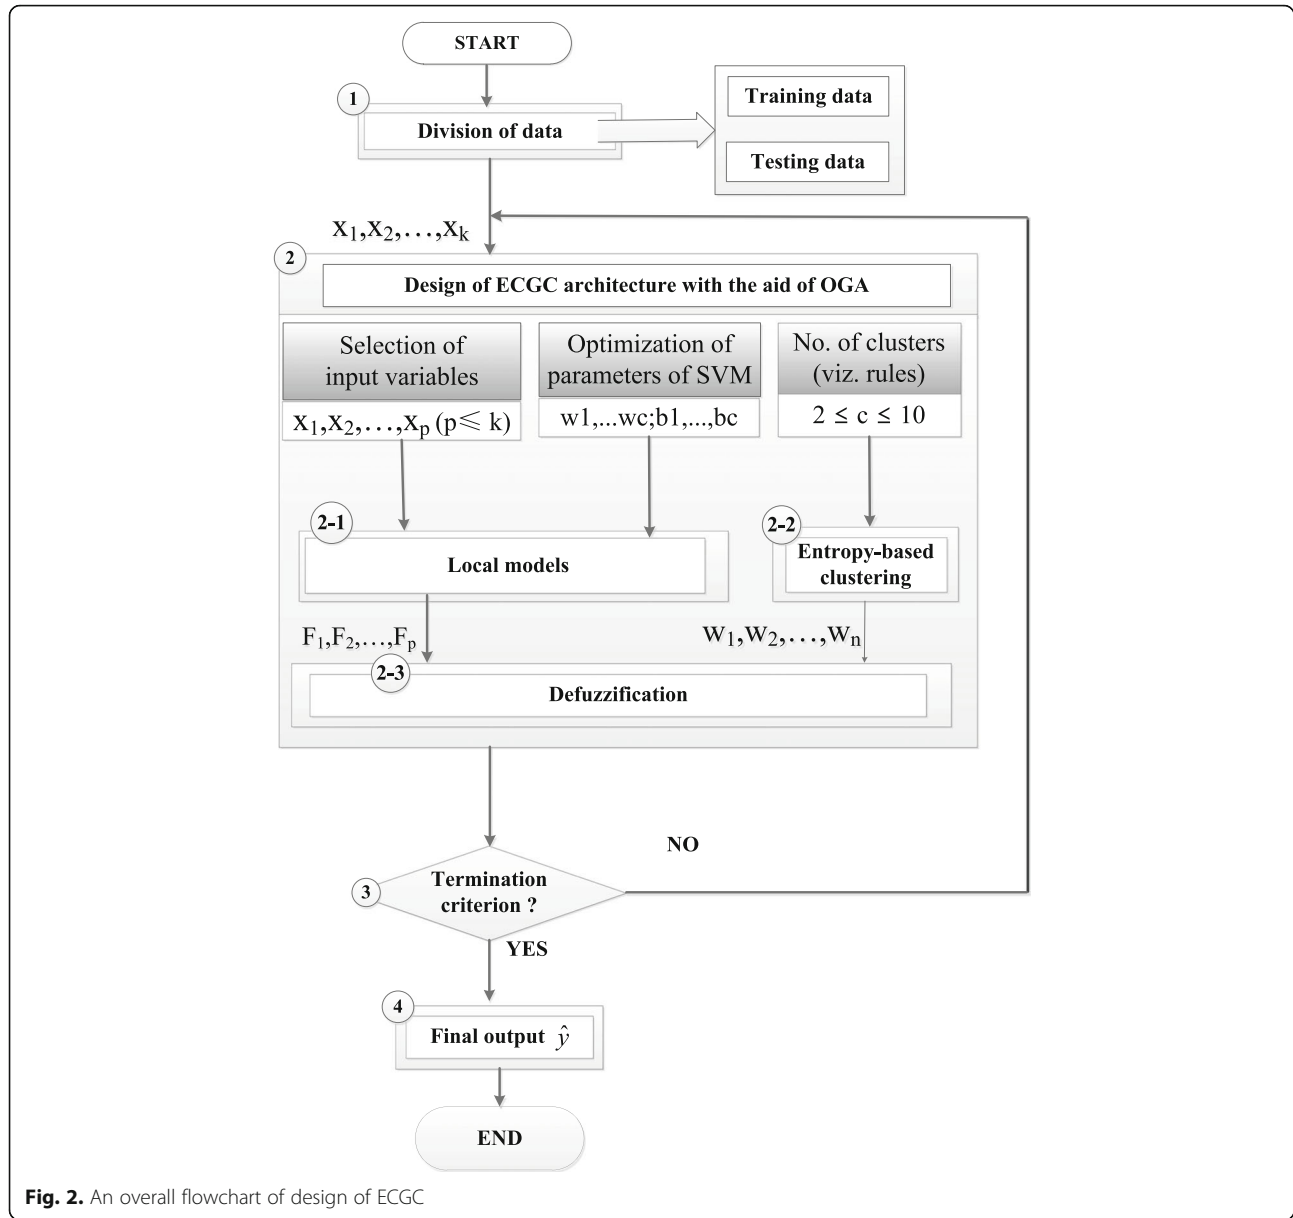 START
1
Division of data
Training data
Testing data
x1,x2,...,xk
2
Design of ECGC architecture with the aid of OGA
Selection of
input variables
x1,x2,...,xp (p⩽ k)
Optimization of
parameters of SVM
w1,...wc;b1,...,bc
No. of clusters
(viz. rules)
2 ≤ c ≤ 10
2-1
Local models
2-2
Entropy-based
clustering
F1,F2,...,Fp
W1,W2,...,Wn
2-3
Defuzzification
NO
3
Termination
criterion ?
YES
4
Final output ŷ
END
Fig. 2. An overall flowchart of design of ECGC